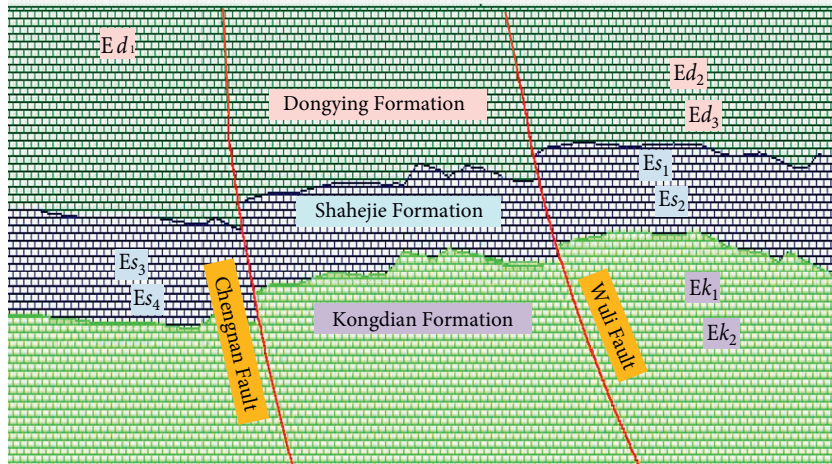 Ed₁
Ed₂
Dongying Formation
Ed₃
Es₁
Es₂
Shahejie Formation
Es₃
Es₄
Chengnan Fault
Kongdian Formation
Wuli Fault
Ek₁
Ek₂